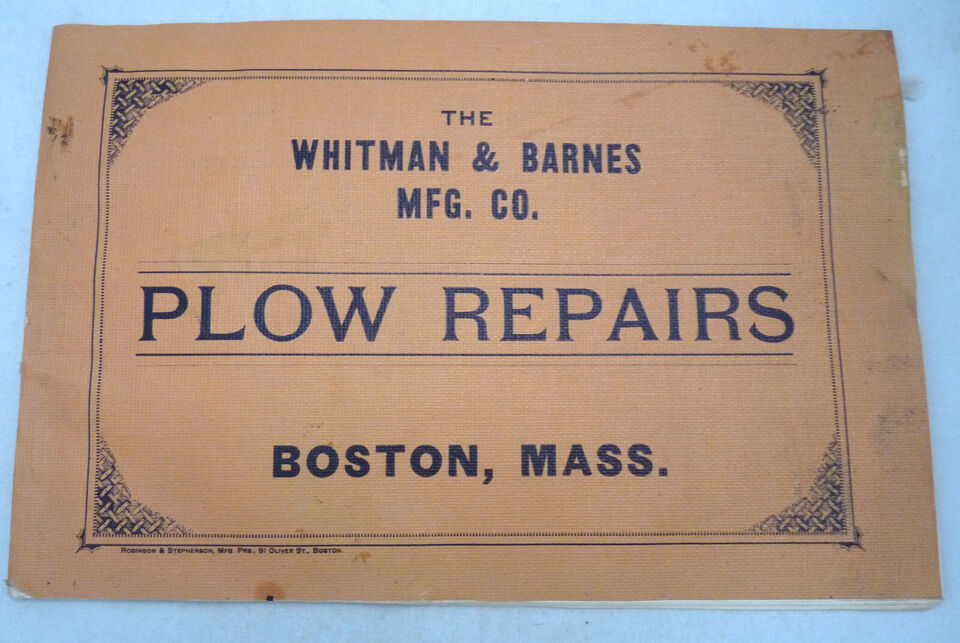 THE
WHITMAN & BARNES
MFG. CO.
PLOW REPAIRS
BOSTON, MASS.
ROBINSON & STEPHENSON, MFG PRS., 91 OLIVER ST., BOSTON